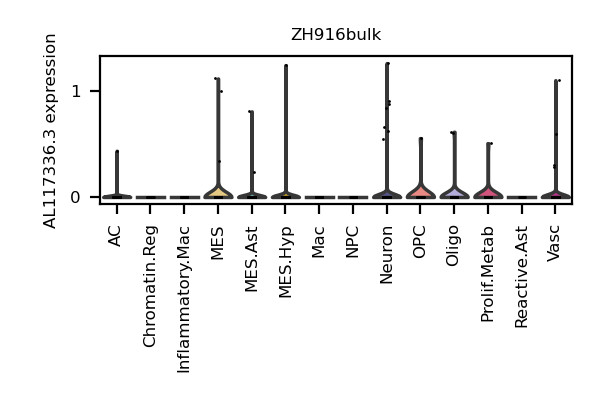 ZH916bulk
AL117336.3 expression
1
0
AC
Chromatin.Reg
Inflammatory.Mac
MES
MES.Ast
MES.Hyp
Mac
NPC
Neuron
OPC
Oligo
Prolif.Metab
Reactive.Ast
Vasc